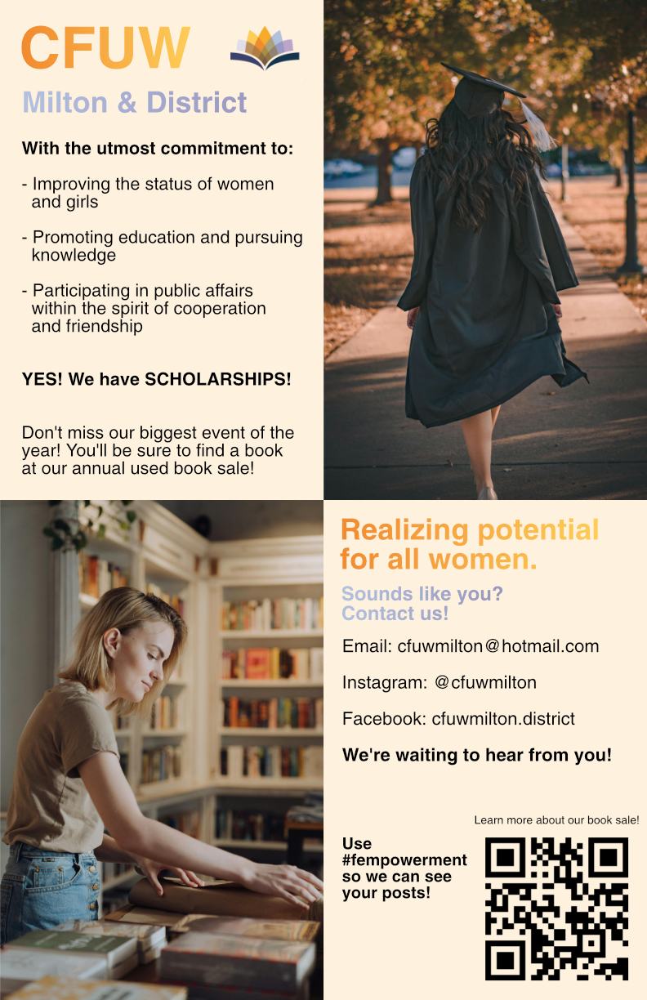 CFUW
Milton & District
With the utmost commitment to:
- Improving the status of women
and girls
- Promoting education and pursuing
knowledge
- Participating in public affairs
within the spirit of cooperation
and friendship
YES! We have SCHOLARSHIPS!
Don't miss our biggest event of the
year! You'll be sure to find a book
at our annual used book sale!
Realizing potential
for all women.
Sounds like you?
Contact us!
Email: cfuwmilton@hotmail.com
Instagram: @cfuwmilton
Facebook: cfuwmilton.district
We're waiting to hear from you!
Learn more about our book sale!
Use
#fempowerment
so we can see
your posts!